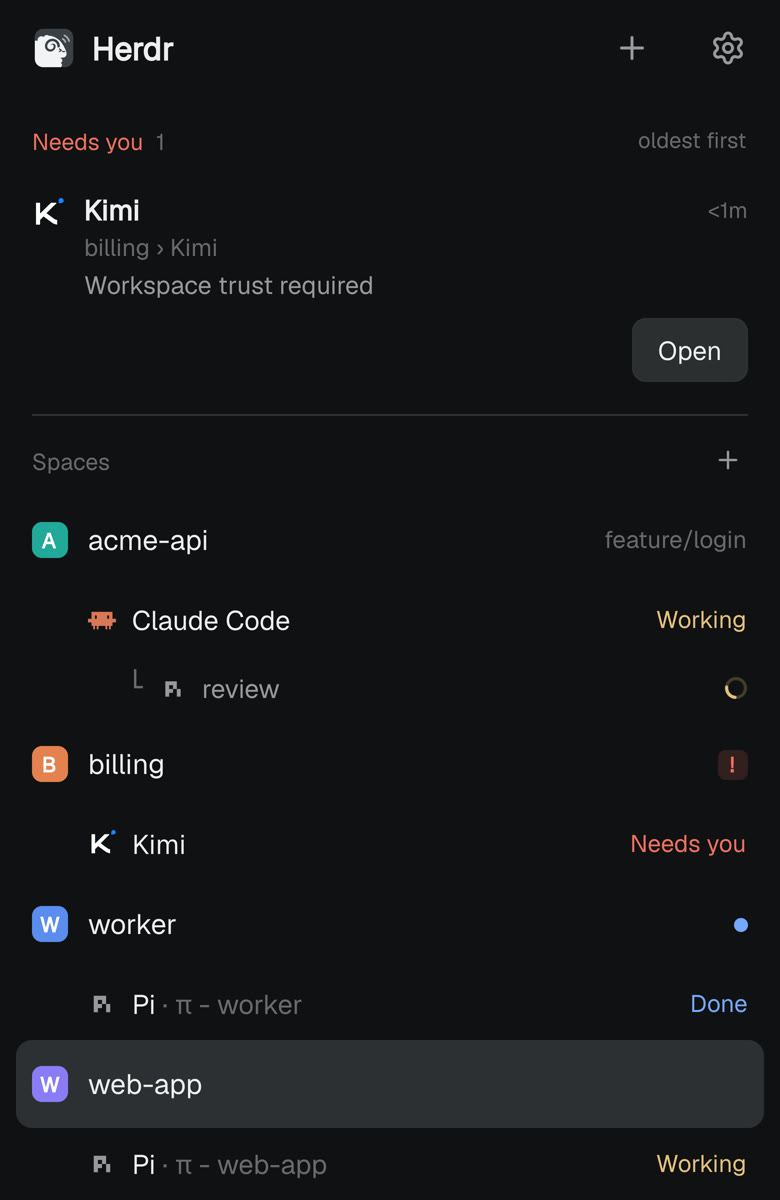 Herdr
Needs you 1 oldest first
Kimi <1m
billing › Kimi
Workspace trust required
Open
Spaces
A acme-api feature/login
Claude Code Working
review
B billing !
Kimi Needs you
W worker
Pi · π - worker Done
W web-app
Pi · π - web-app Working